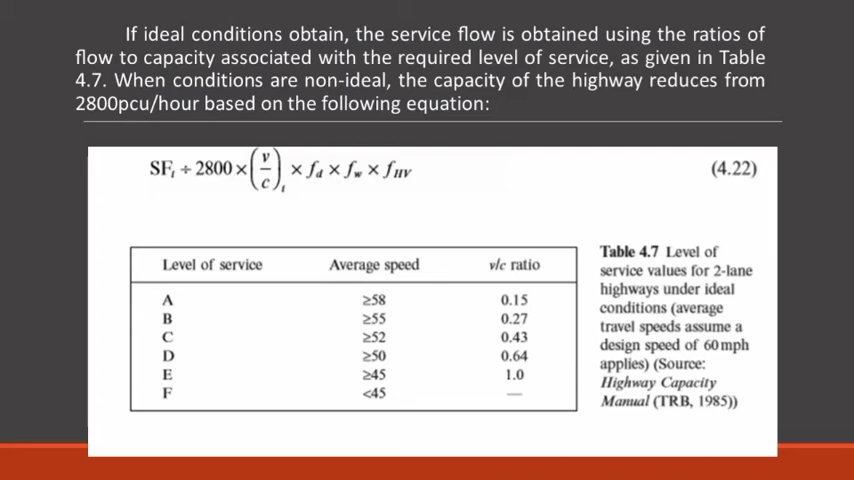 If ideal conditions obtain, the service flow is obtained using the ratios of
flow to capacity associated with the required level of service, as given in Table
4.7. When conditions are non-ideal, the capacity of the highway reduces from
2800pcu/hour based on the following equation:
SFᵢ ÷ 2800 × (v/c)ᵢ × f_d × f_w × f_HV (4.22)
Level of service Average speed v/c ratio
A ≥58 0.15
B ≥55 0.27
C ≥52 0.43
D ≥50 0.64
E ≥45 1.0
F <45 —
Table 4.7 Level of
service values for 2-lane
highways under ideal
conditions (average
travel speeds assume a
design speed of 60 mph
applies) (Source:
Highway Capacity
Manual (TRB, 1985))